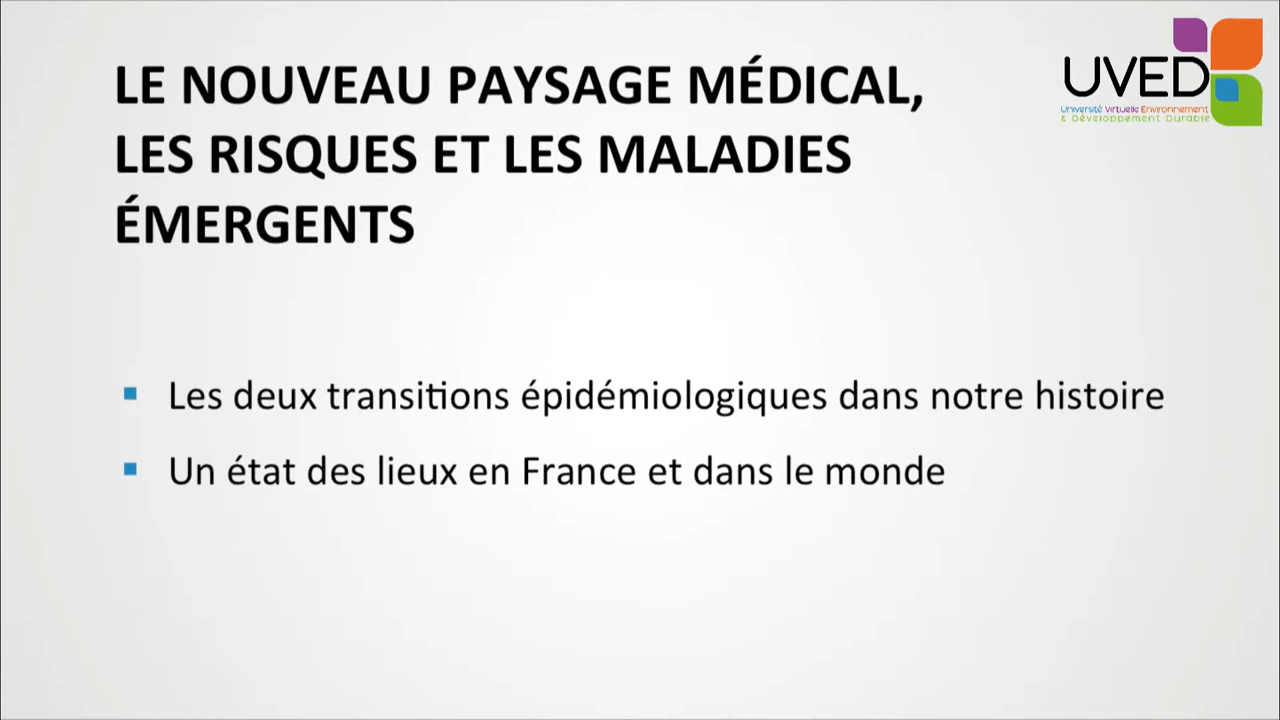 LE NOUVEAU PAYSAGE MÉDICAL,
LES RISQUES ET LES MALADIES
ÉMERGENTS
UVED
Université Virtuelle Environnement
& Développement Durable
Les deux transitions épidémiologiques dans notre histoire
Un état des lieux en France et dans le monde